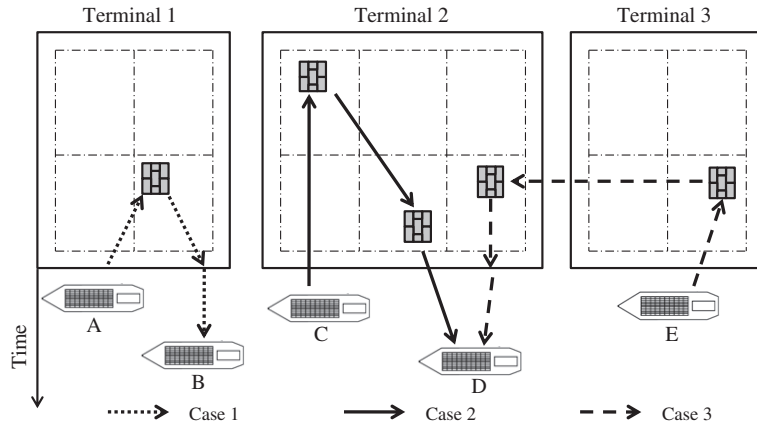 Terminal 1
Terminal 2
Terminal 3
A
B
C
D
E
Time
Case 1
Case 2
Case 3